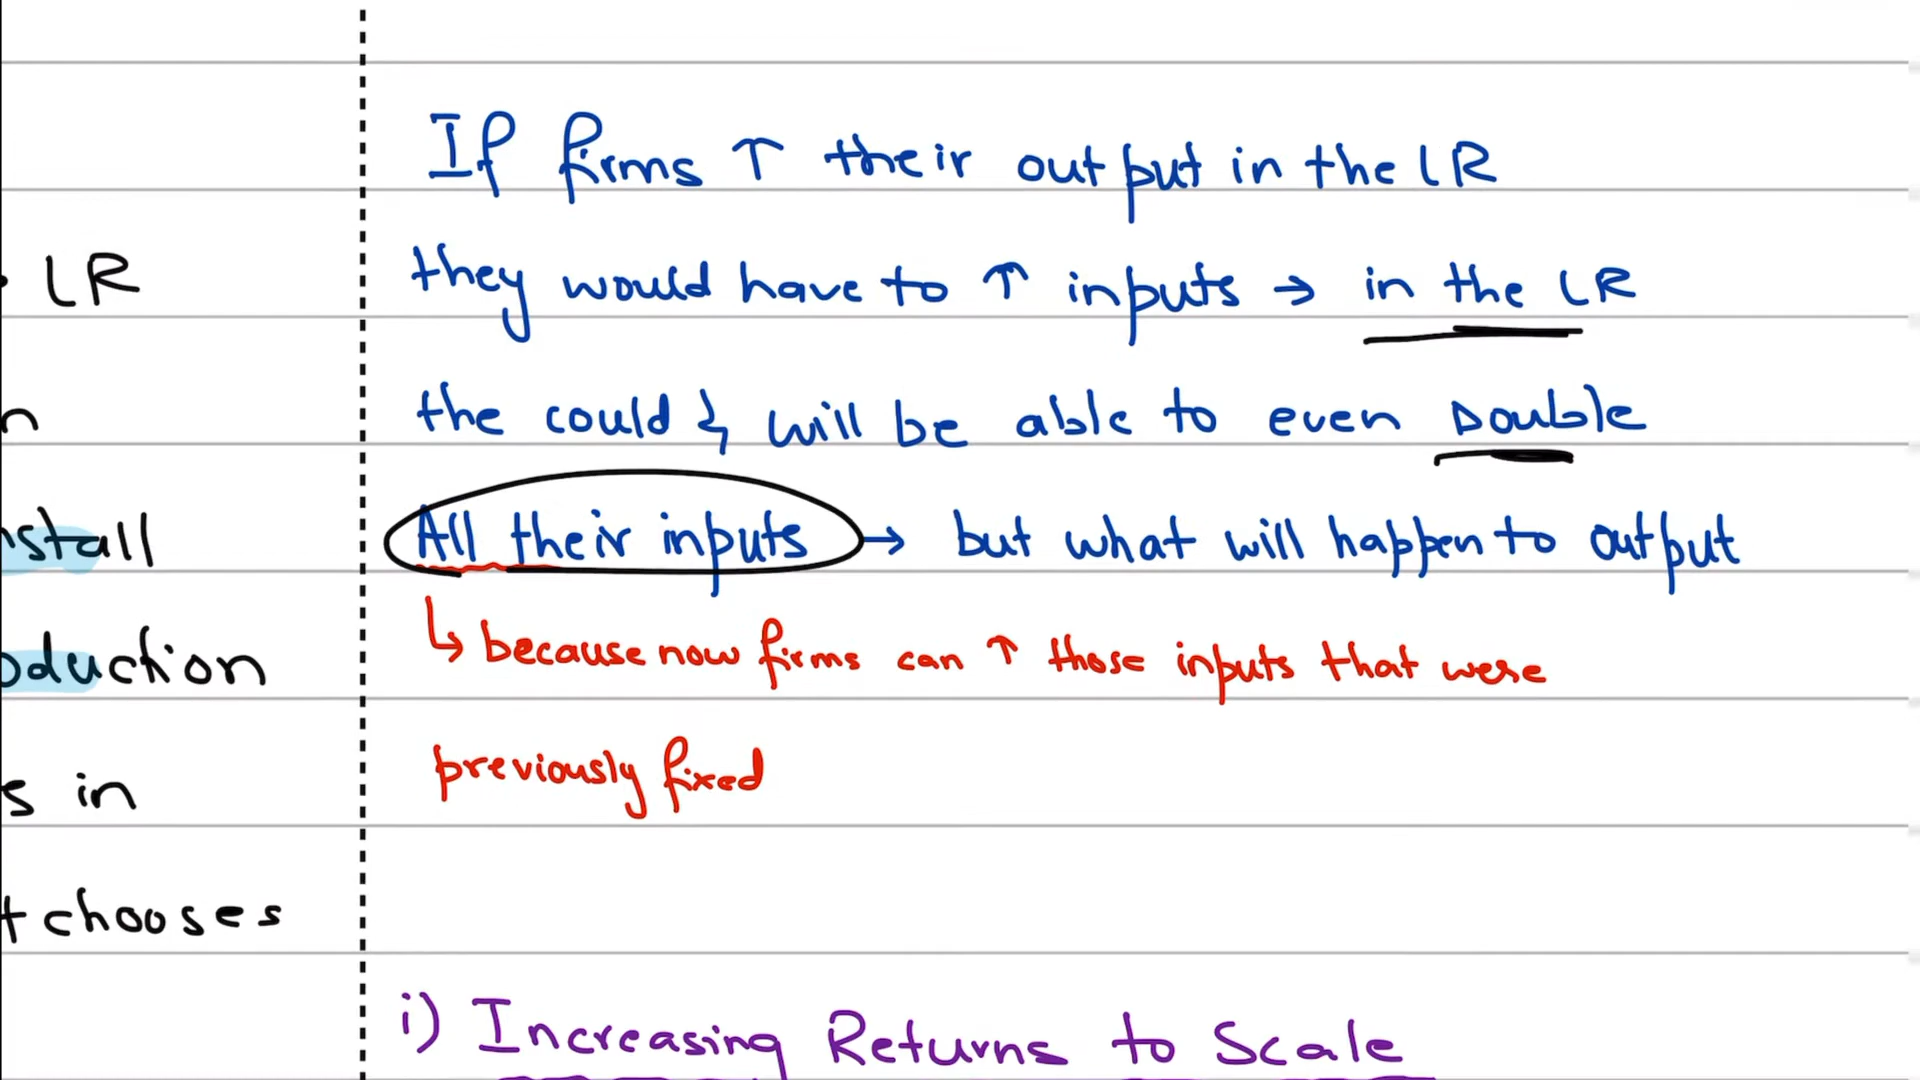 If firms ↑ their output in the LR
LR
they would have to ↑ inputs → in the LR
n
the could & will be able to even Double
nstall
All their inputs → but what will happen to output
oduction
↳ because now firms can ↑ those inputs that were
s in
previously fixed
t chooses
i) Increasing Returns to Scale